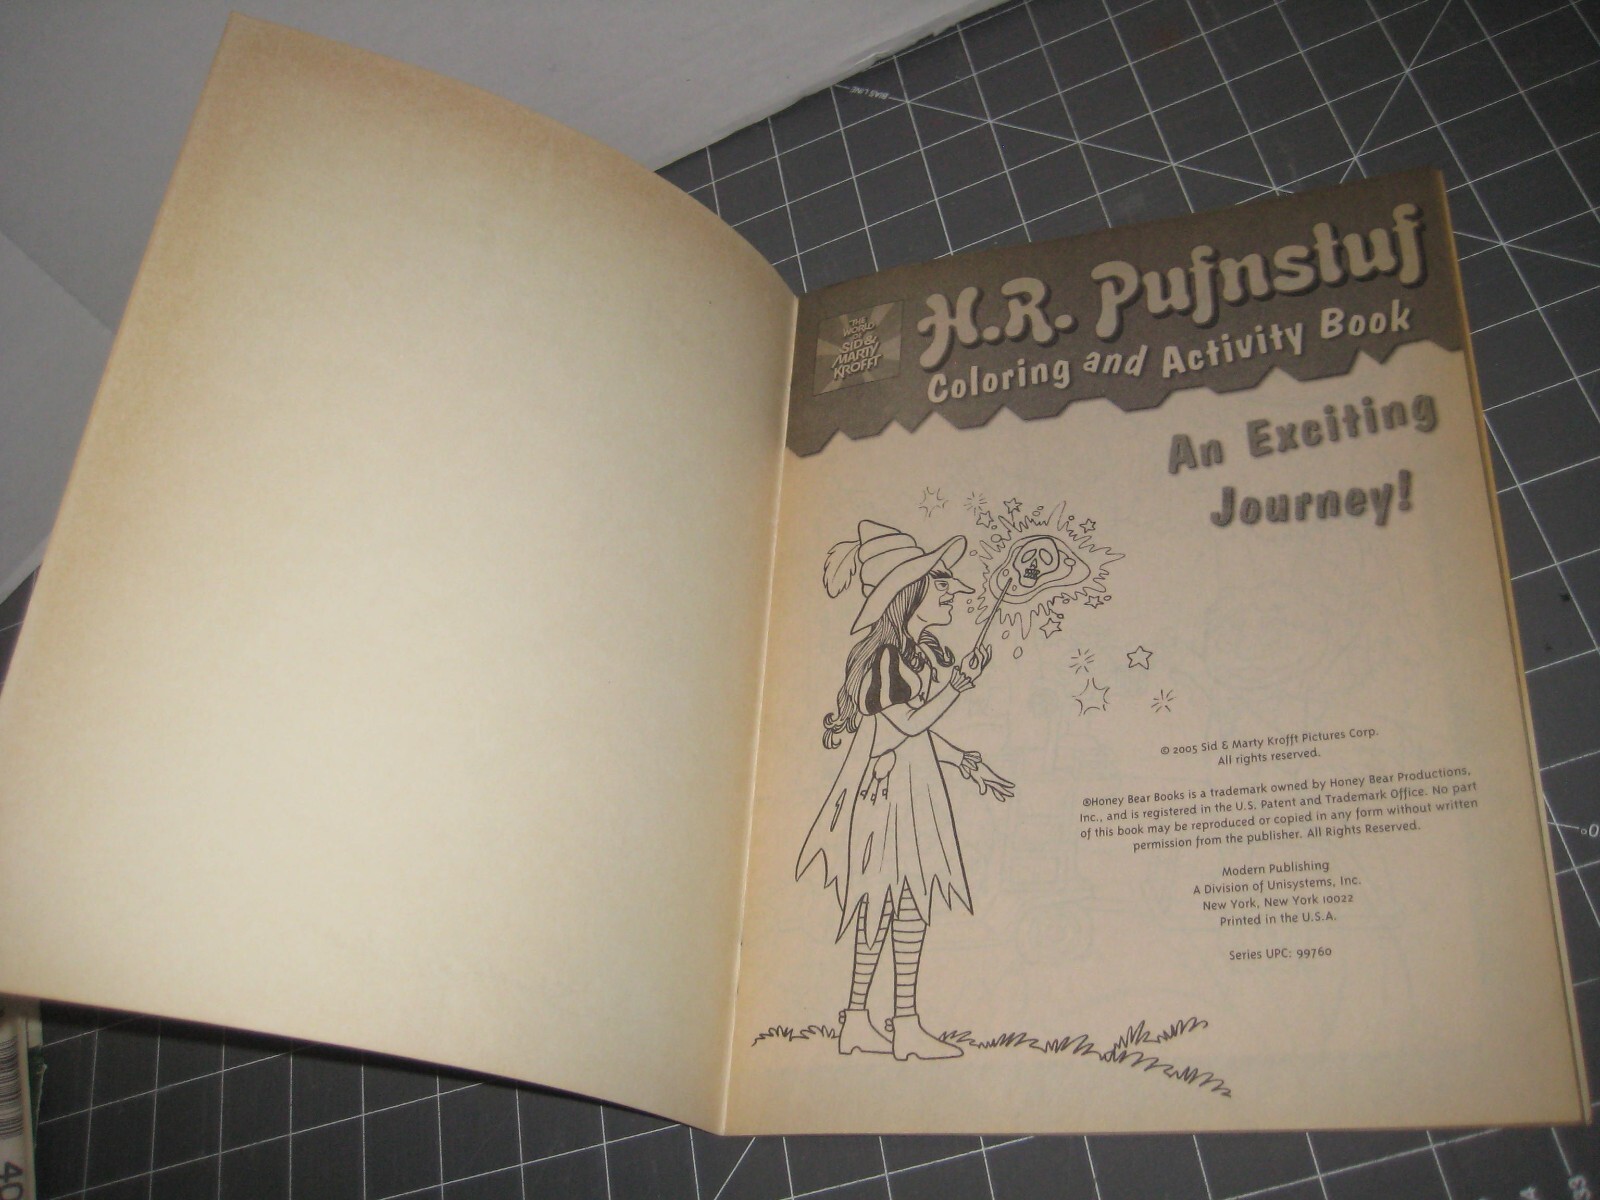 BIAS LINE
THE
WORLD
OF
SID &
MARTY
KROFFT
H.R. Pufnstuf
Coloring and Activity Book
An Exciting
Journey!
© 2005 Sid & Marty Krofft Pictures Corp.
All rights reserved.
®Honey Bear Books is a trademark owned by Honey Bear Productions,
Inc., and is registered in the U.S. Patent and Trademark Office. No part
of this book may be reproduced or copied in any form without written
permission from the publisher. All Rights Reserved.
Modern Publishing
A Division of Unisystems, Inc.
New York, New York 10022
Printed in the U.S.A.
Series UPC: 99760
40